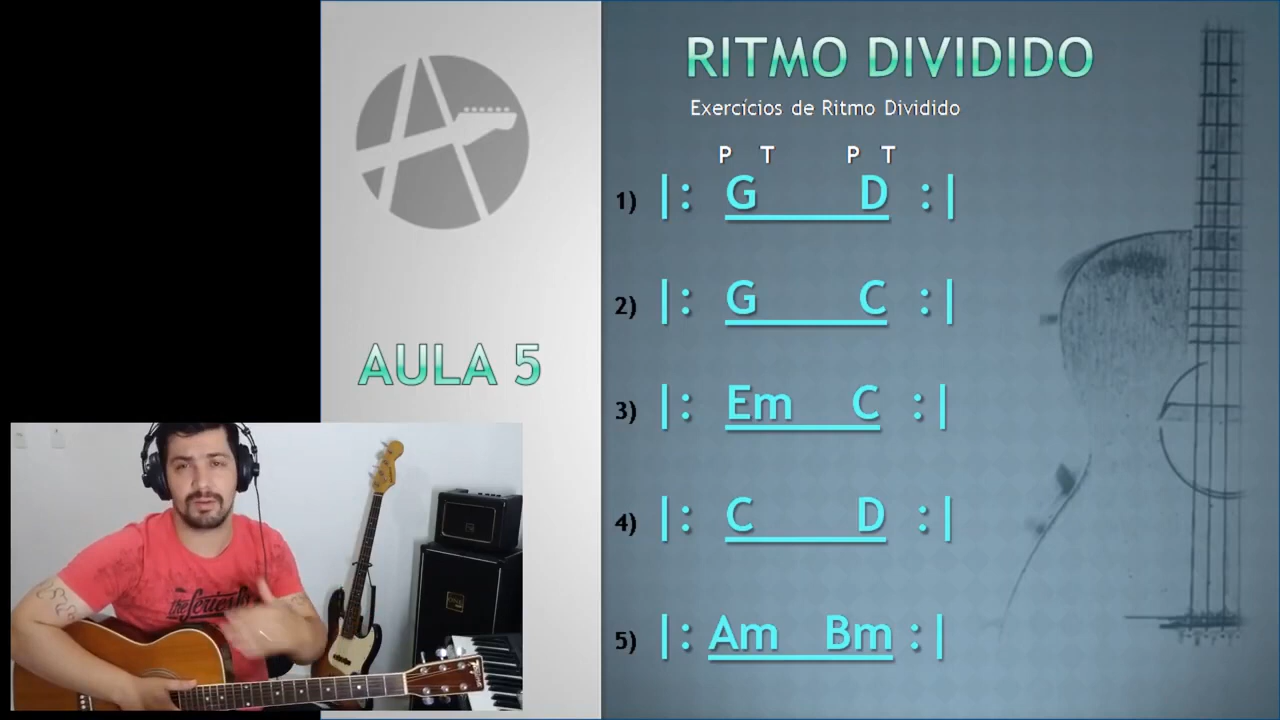 RITMO DIVIDIDO
Exercícios de Ritmo Dividido
P T P T
1) |: G D :|
2) |: G C :|
3) |: Em C :|
4) |: C D :|
5) |: Am Bm :|
AULA 5